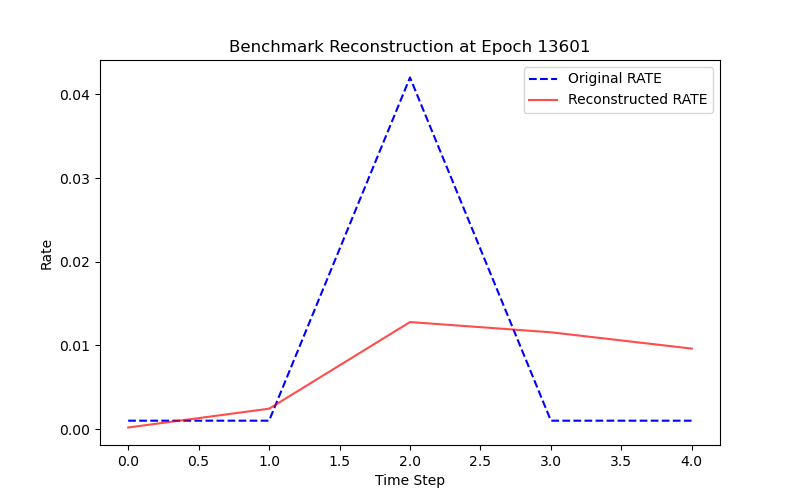 Benchmark Reconstruction at Epoch 13601
Original RATE
Reconstructed RATE
0.04
0.03
0.02
0.01
0.00
Rate
0.0 0.5 1.0 1.5 2.0 2.5 3.0 3.5 4.0
Time Step